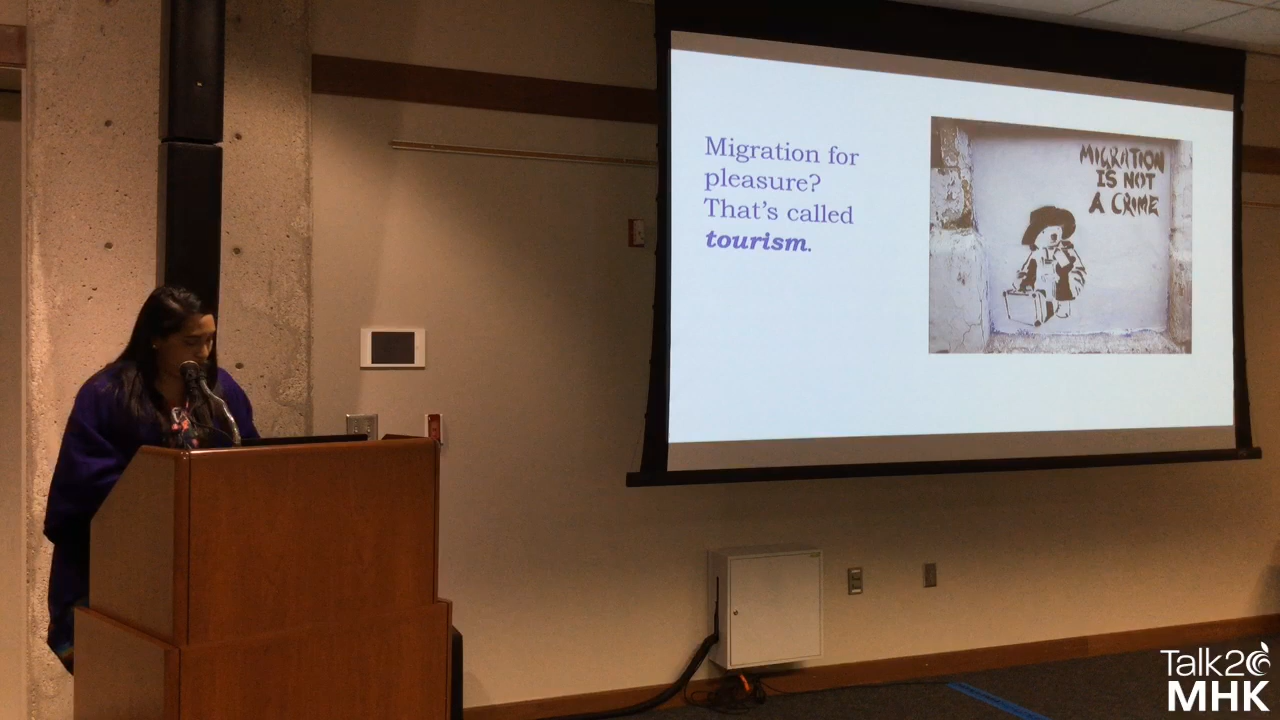 Migration for
pleasure?
That's called
tourism.
MIGRATION
IS NOT
A CRIME
Talk20
MHK